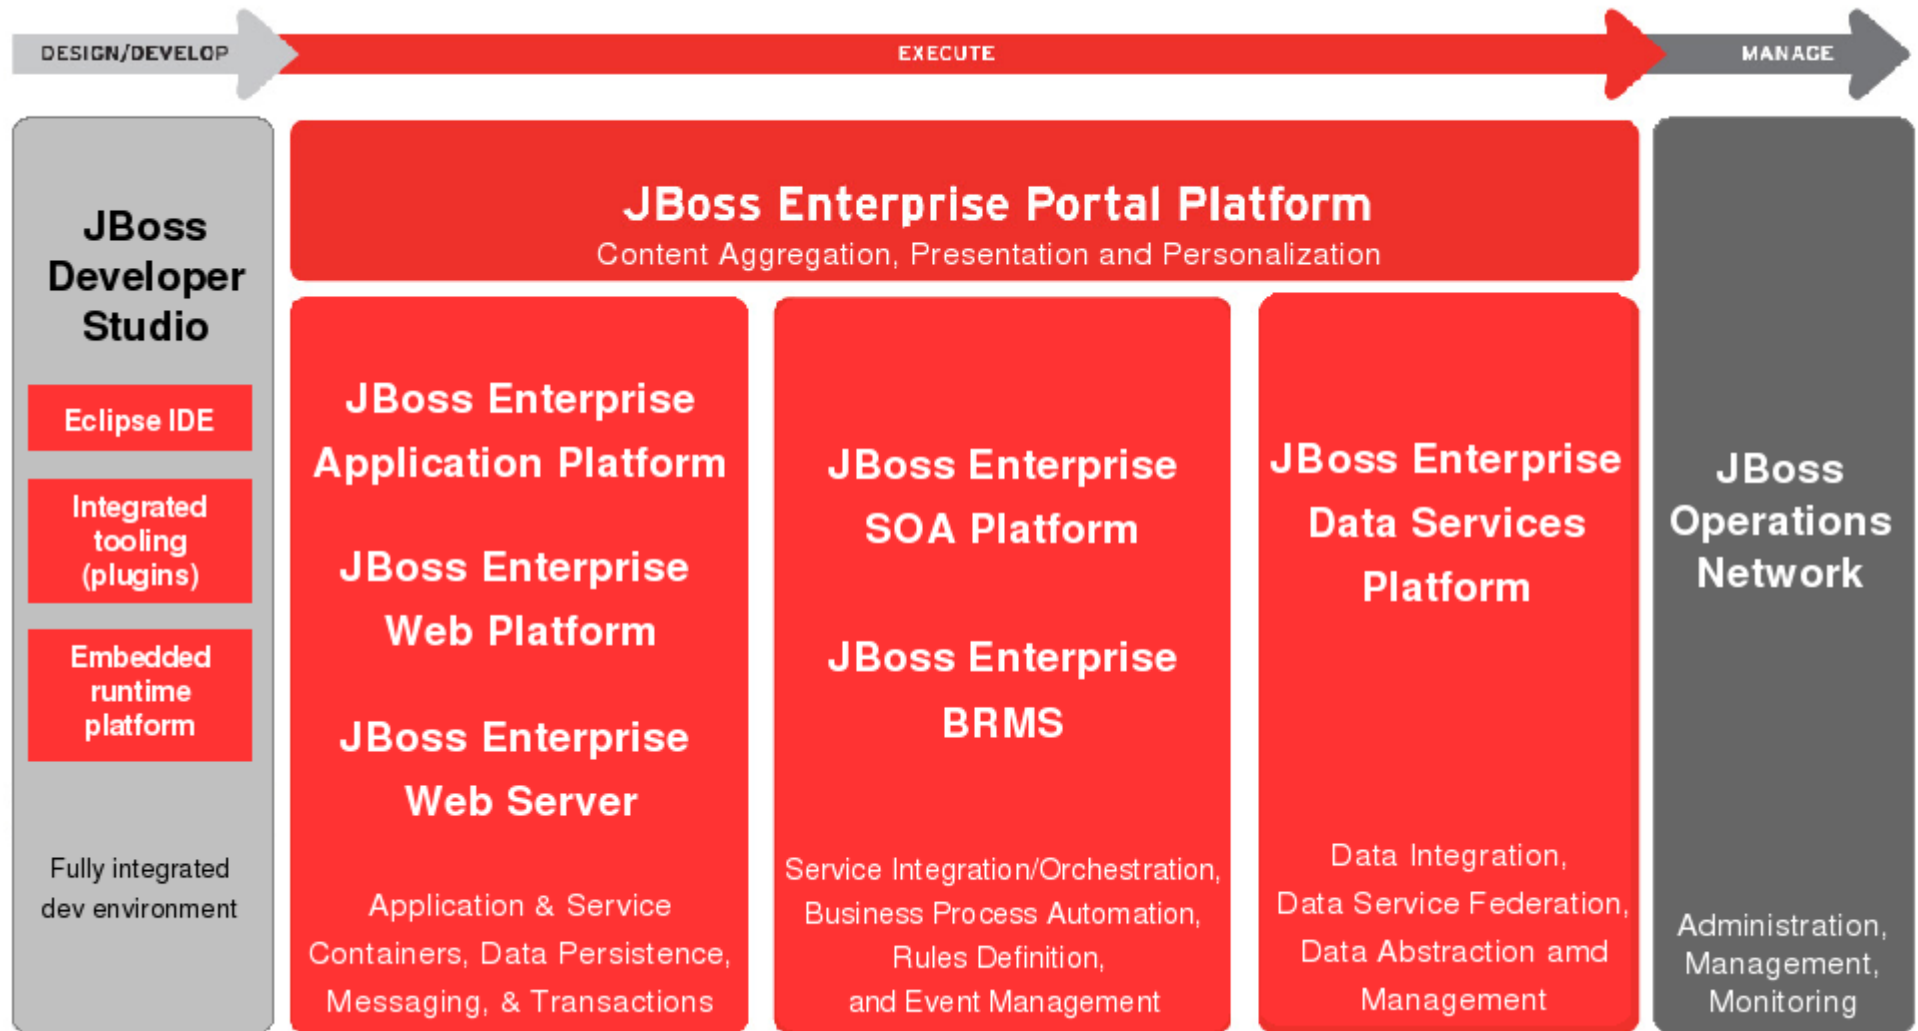 DESIGN/DEVELOP
EXECUTE
MANAGE
JBoss
Developer
Studio
Eclipse IDE
Integrated
tooling
(plugins)
Embedded
runtime
platform
Fully integrated
dev environment
JBoss Enterprise Portal Platform
Content Aggregation, Presentation and Personalization
JBoss Enterprise
Application Platform
JBoss Enterprise
Web Platform
JBoss Enterprise
Web Server
Application & Service
Containers, Data Persistence,
Messaging, & Transactions
JBoss Enterprise
SOA Platform
JBoss Enterprise
BRMS
Service Integration/Orchestration,
Business Process Automation,
Rules Definition,
and Event Management
JBoss Enterprise
Data Services
Platform
Data Integration,
Data Service Federation,
Data Abstraction amd
Management
JBoss
Operations
Network
Administration,
Management,
Monitoring